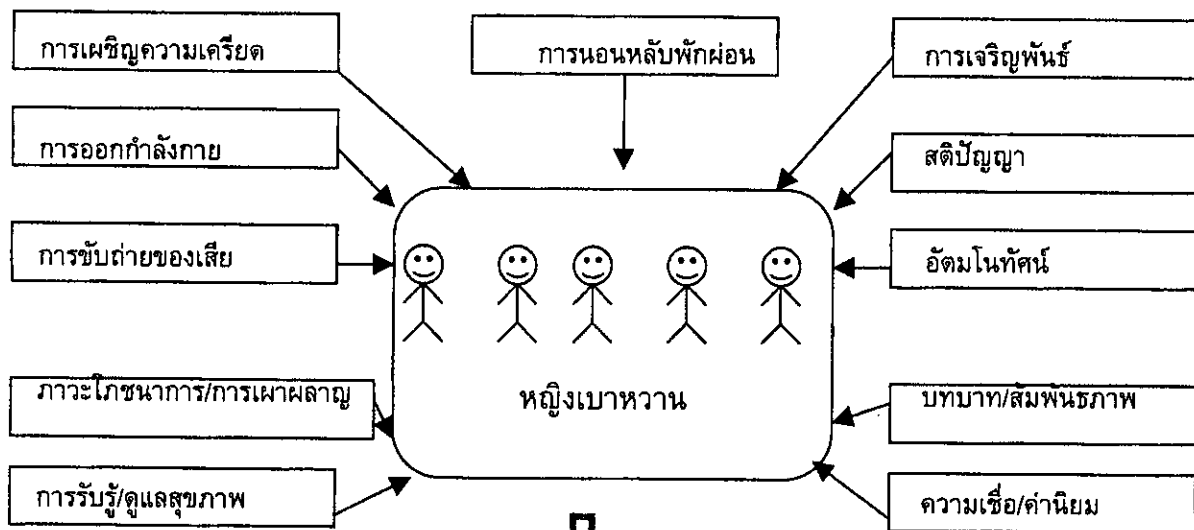 การเผชิญความเครียด
การนอนหลับพักผ่อน
การเจริญพันธ์
การออกกำลังกาย
สติปัญญา
การขับถ่ายของเสีย
อัตมโนทัศน์
ภาวะโภชนาการ/การเผาผลาญ
หญิงเบาหวาน
บทบาท/สัมพันธภาพ
การรับรู้/ดูแลสุขภาพ
ความเชื่อ/ค่านิยม